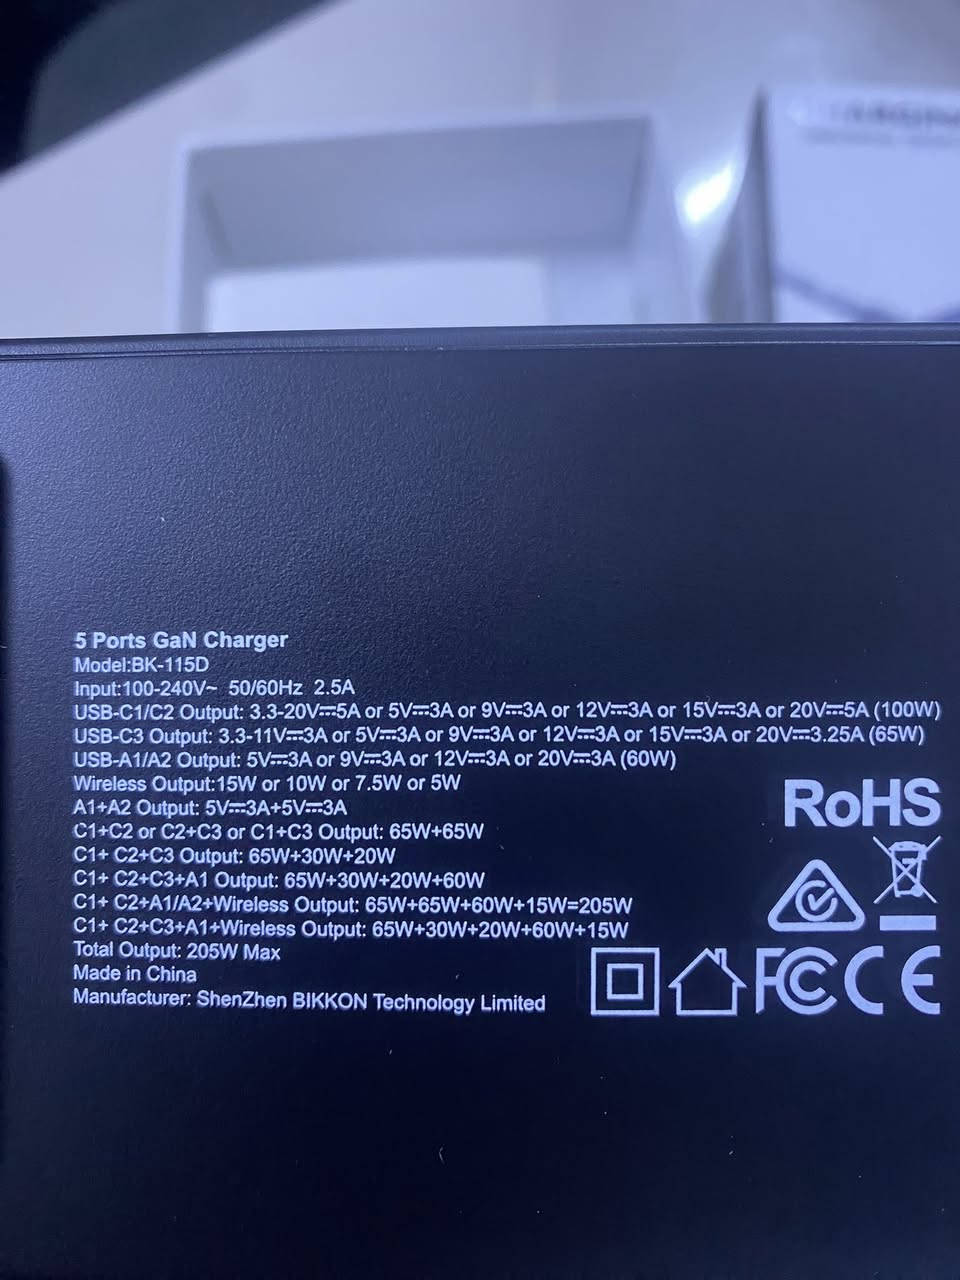 5 Ports GaN Charger
Model:BK-115D
Input:100-240V~ 50/60Hz 2.5A
USB-C1/C2 Output: 3.3-20V⎓5A or 5V⎓3A or 9V⎓3A or 12V⎓3A or 15V⎓3A or 20V⎓5A (100W)
USB-C3 Output: 3.3-11V⎓3A or 5V⎓3A or 9V⎓3A or 12V⎓3A or 15V⎓3A or 20V⎓3.25A (65W)
USB-A1/A2 Output: 5V⎓3A or 9V⎓3A or 12V⎓3A or 20V⎓3A (60W)
Wireless Output:15W or 10W or 7.5W or 5W
A1+A2 Output: 5V⎓3A+5V⎓3A
C1+C2 or C2+C3 or C1+C3 Output: 65W+65W
C1+ C2+C3 Output: 65W+30W+20W
C1+ C2+C3+A1 Output: 65W+30W+20W+60W
C1+ C2+A1/A2+Wireless Output: 65W+65W+60W+15W=205W
C1+ C2+C3+A1+Wireless Output: 65W+30W+20W+60W+15W
Total Output: 205W Max
Made in China
Manufacturer: ShenZhen BIKKON Technology Limited
RoHS
FC CE